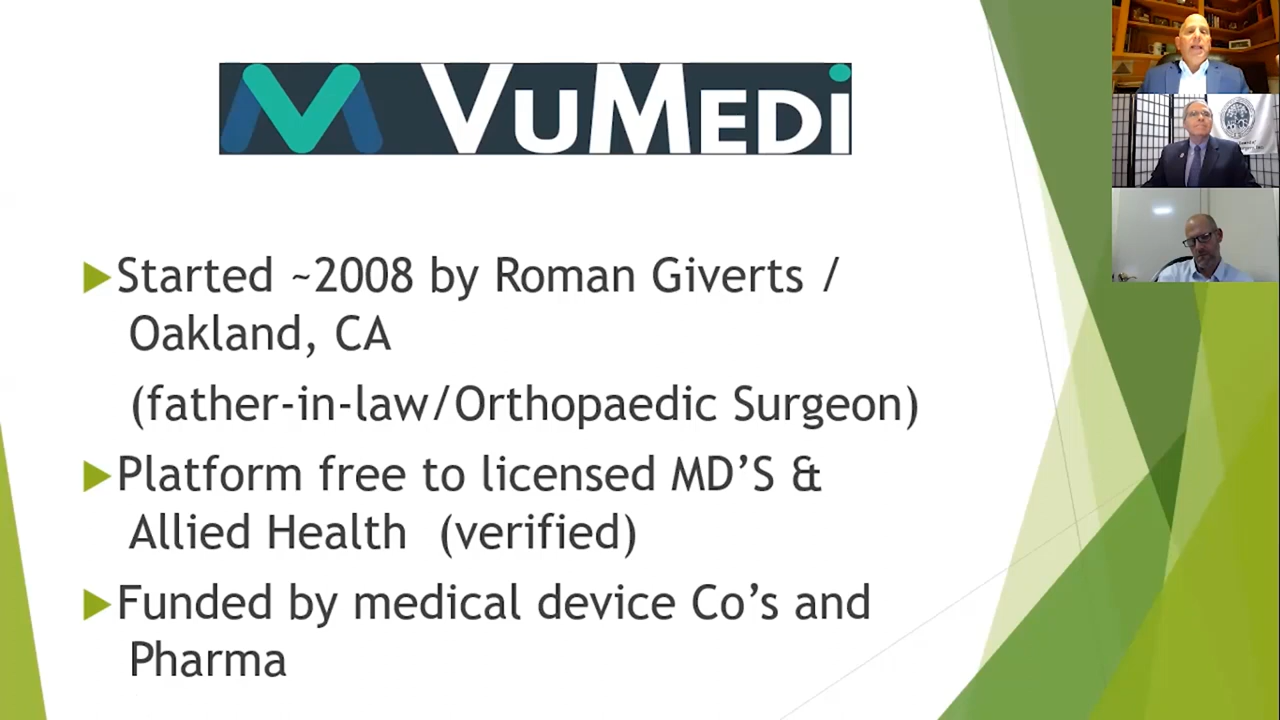 VUMEDi
Started ~2008 by Roman Giverts /
Oakland, CA
(father-in-law/Orthopaedic Surgeon)
Platform free to licensed MD’S &
Allied Health (verified)
Funded by medical device Co’s and
Pharma